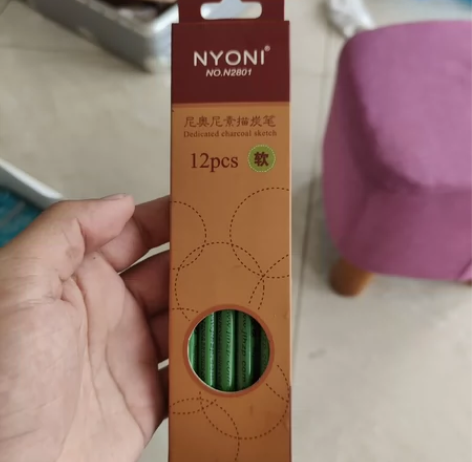 NYONI®
NO.N2801
尼奥尼素描炭笔
Dedicated charcoal sketch
12pcs 软